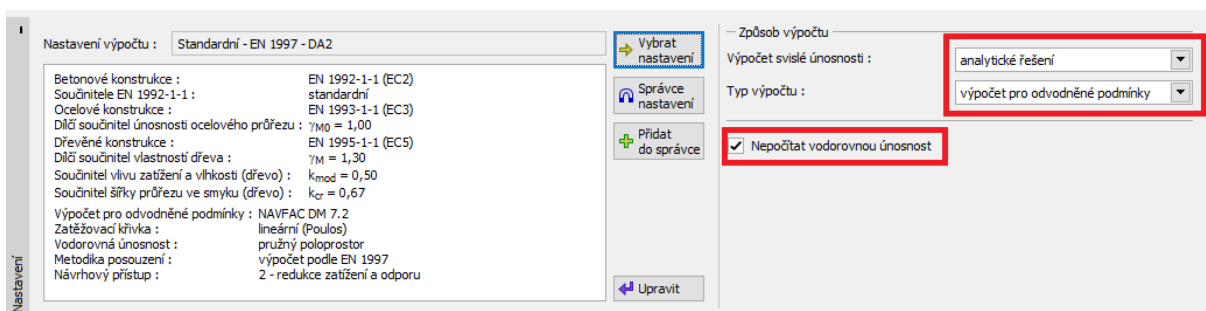 Nastavení výpočtu : Standardní - EN 1997 - DA2
Betonové konstrukce : EN 1992-1-1 (EC2)
Součinitele EN 1992-1-1 : standardní
Ocelové konstrukce : EN 1993-1-1 (EC3)
Dílčí součinitel únosnosti ocelového průřezu : γM0 = 1,00
Dřevěné konstrukce : EN 1995-1-1 (EC5)
Dílčí součinitel vlastností dřeva : γM = 1,30
Součinitel vlivu zatížení a vlhkosti (dřevo) : kmod = 0,50
Součinitel šířky průřezu ve smyku (dřevo) : kcr = 0,67
Výpočet pro odvodněné podmínky : NAVFAC DM 7.2
Zatěžovací křivka : lineární (Poulos)
Vodorovná únosnost : pružný poloprostor
Metodika posouzení : výpočet podle EN 1997
Návrhový přístup : 2 - redukce zatížení a odporu
Vybrat
nastavení
Správce
nastavení
Přidat
do správce
Upravit
Způsob výpočtu
Výpočet svislé únosnosti : analytické řešení
Typ výpočtu : výpočet pro odvodněné podmínky
Nepočítat vodorovnou únosnost
Nastavení